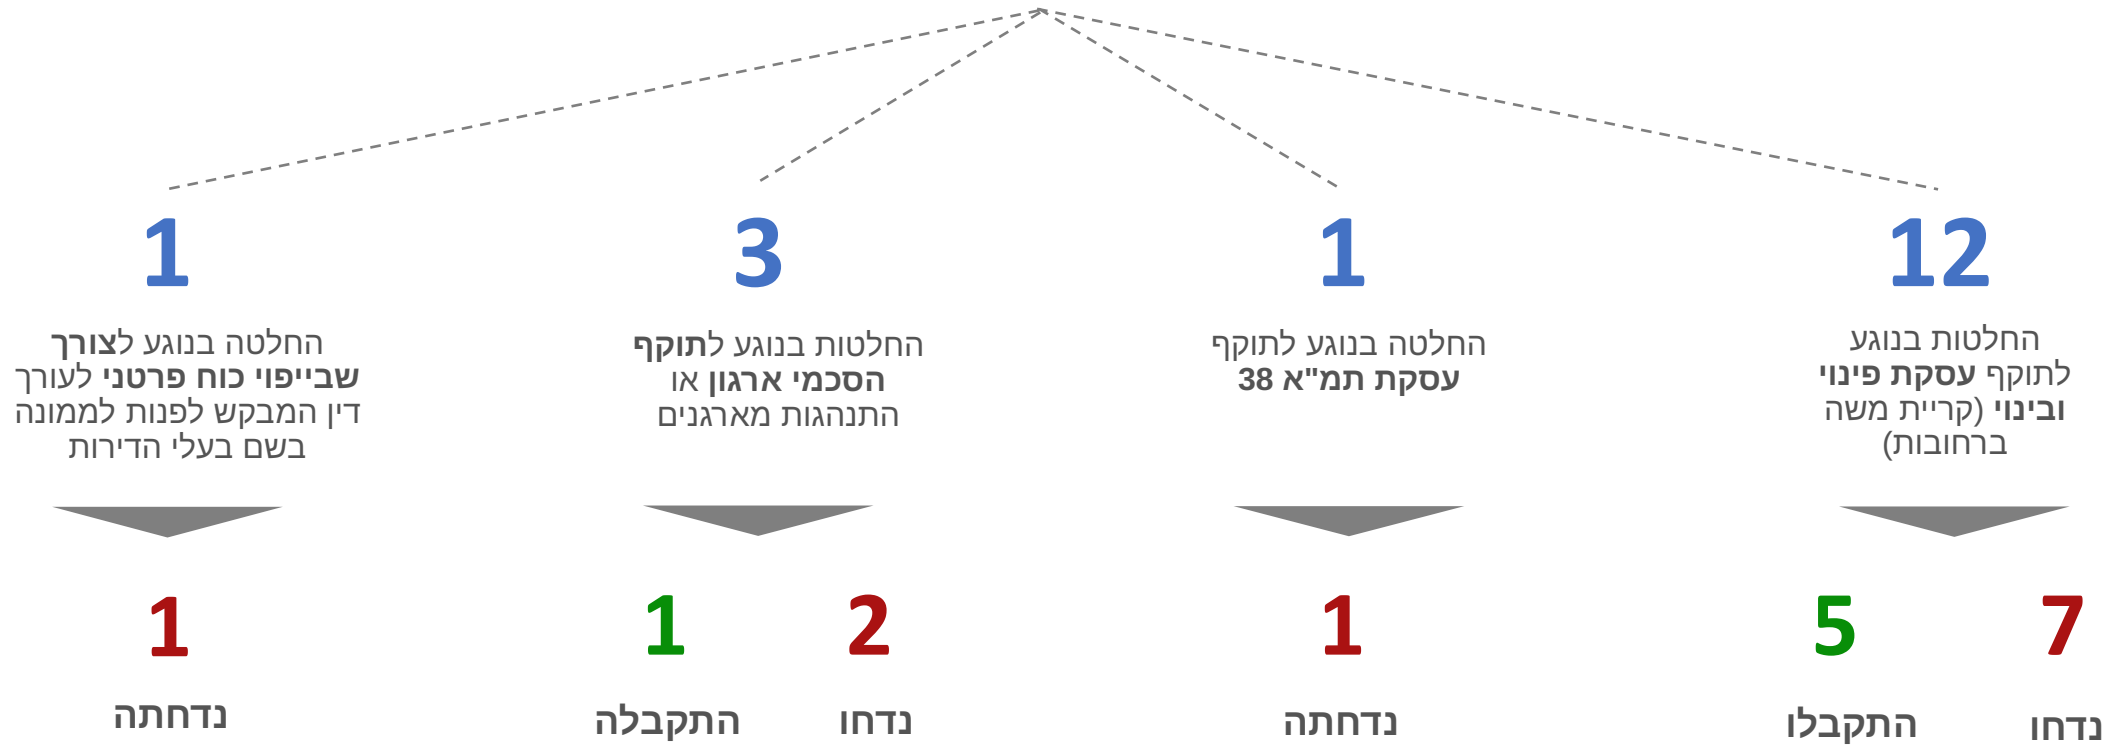 12
החלטות בנוגע
לתוקף עסקת פינוי
ובינוי (קריית משה
ברחובות)
7
נדחו
5
התקבלו
1
החלטה בנוגע לתוקף
עסקת תמ"א 38
1
נדחתה
3
החלטות בנוגע לתוקף
הסכמי ארגון או
התנהגות מארגנים
2
נדחו
1
התקבלה
1
החלטה בנוגע לצורך
שבייפוי כוח פרטני לעורך
דין המבקש לפנות לממונה
בשם בעלי הדירות
1
נדחתה